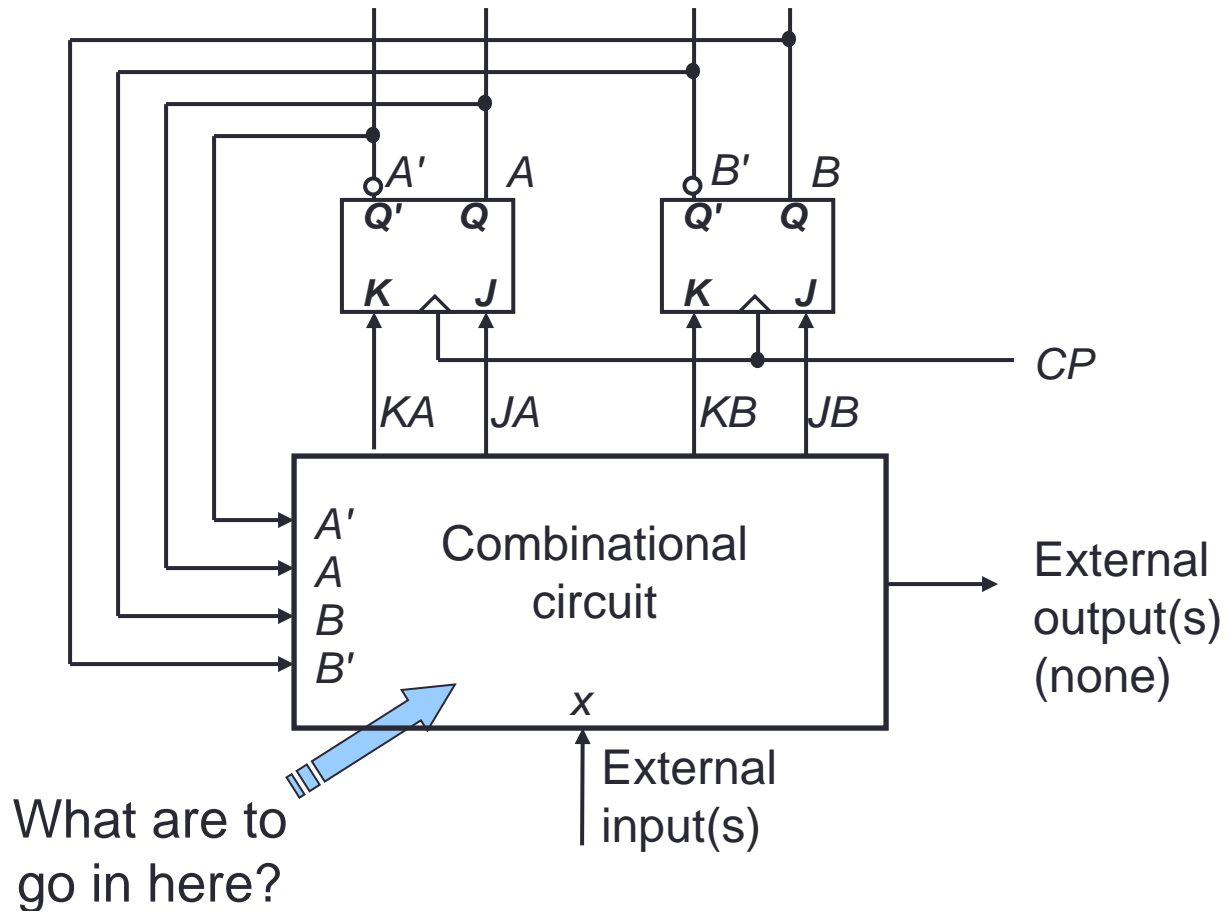 A' A B' B
Q' Q Q' Q
K J K J
CP
KA JA KB JB
A'
A
B
B'
Combinational
circuit
x
External
output(s)
(none)
External
input(s)
What are to
go in here?